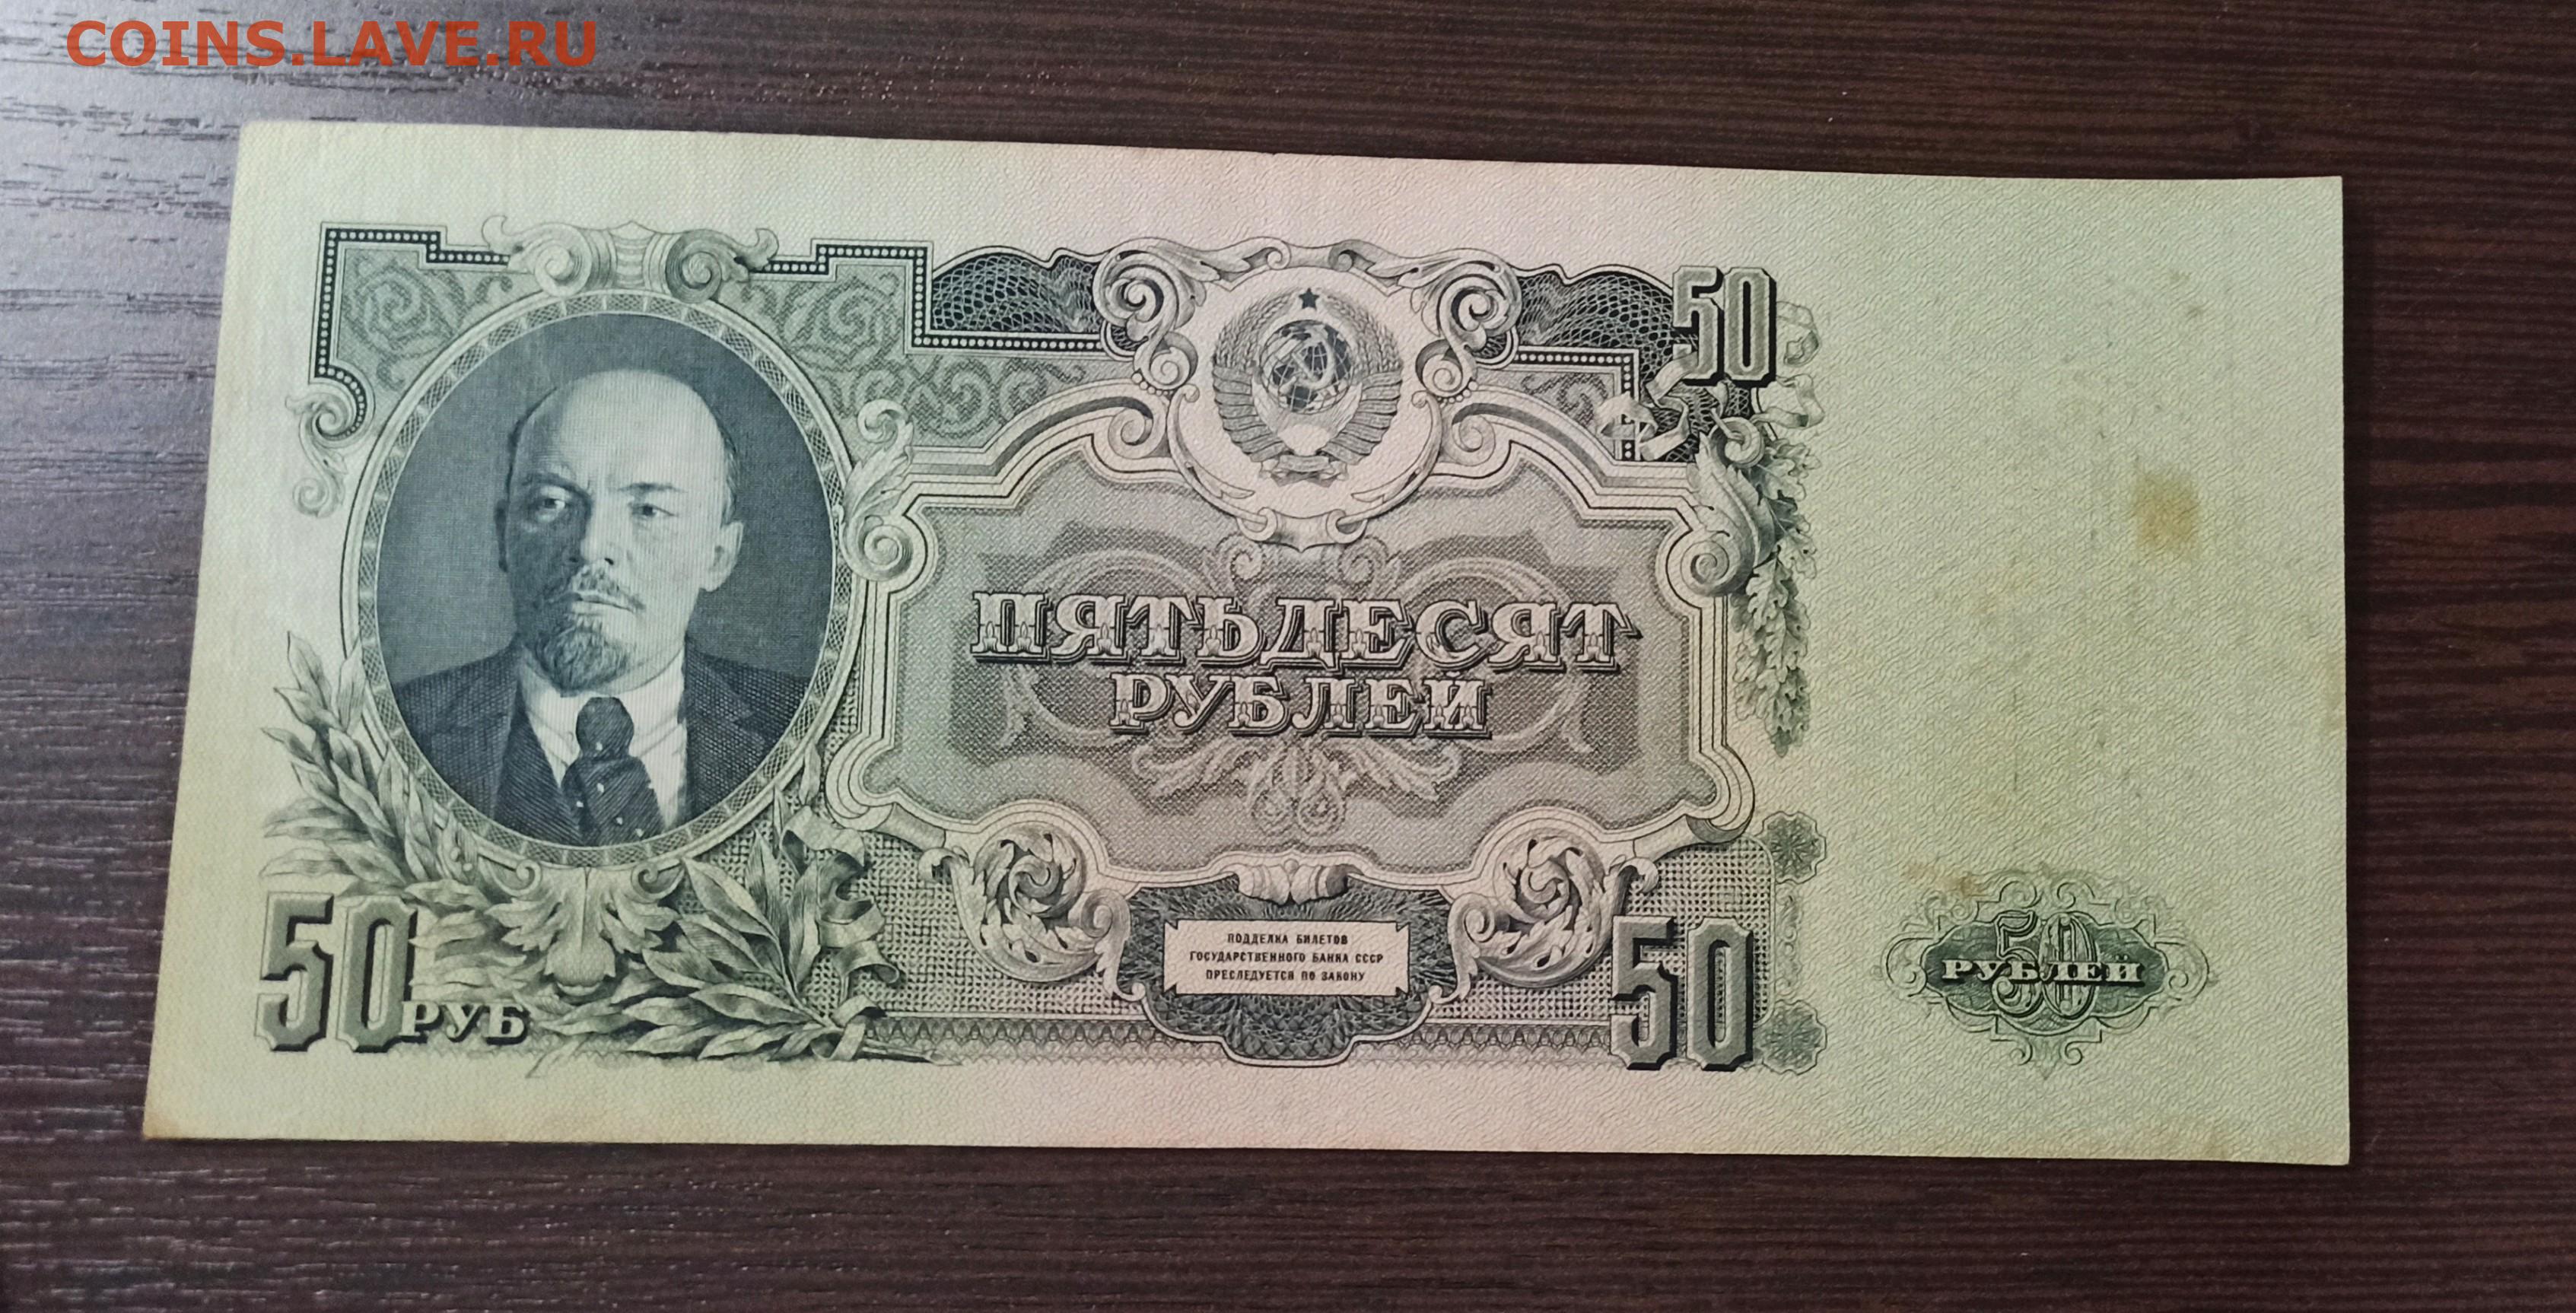 COINS.LAVE.RU
50
ПЯТЬДЕСЯТ
РУБЛЕЙ
50 РУБ
ПОДДЕЛКА БИЛЕТОВ
ГОСУДАРСТВЕННОГО БАНКА СССР
ПРЕСЛЕДУЕТСЯ ПО ЗАКОНУ
50
50
РУБЛЕЙ